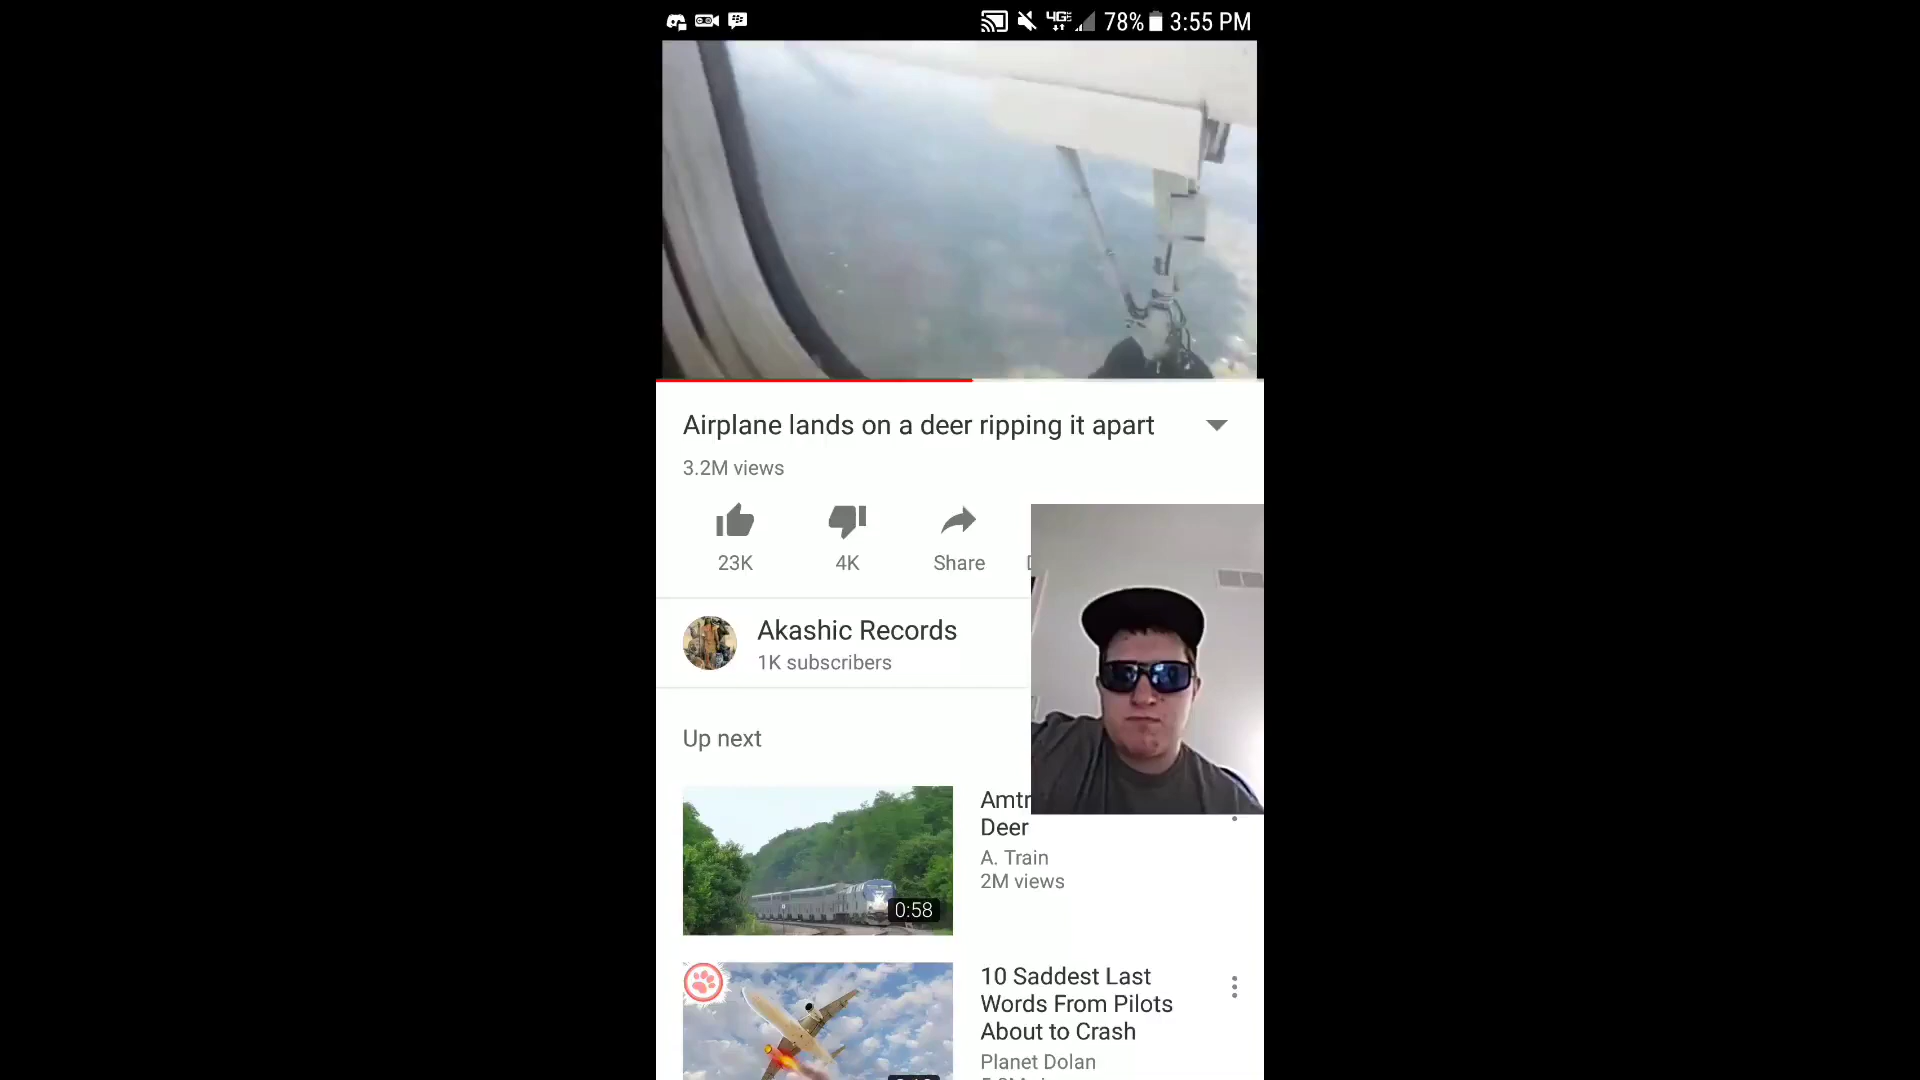 4G 78% 3:55 PM
Airplane lands on a deer ripping it apart
3.2M views
23K
4K
Share
Akashic Records
1K subscribers
Up next
Deer
A. Train
2M views
0:58
10 Saddest Last
Words From Pilots
About to Crash
Planet Dolan